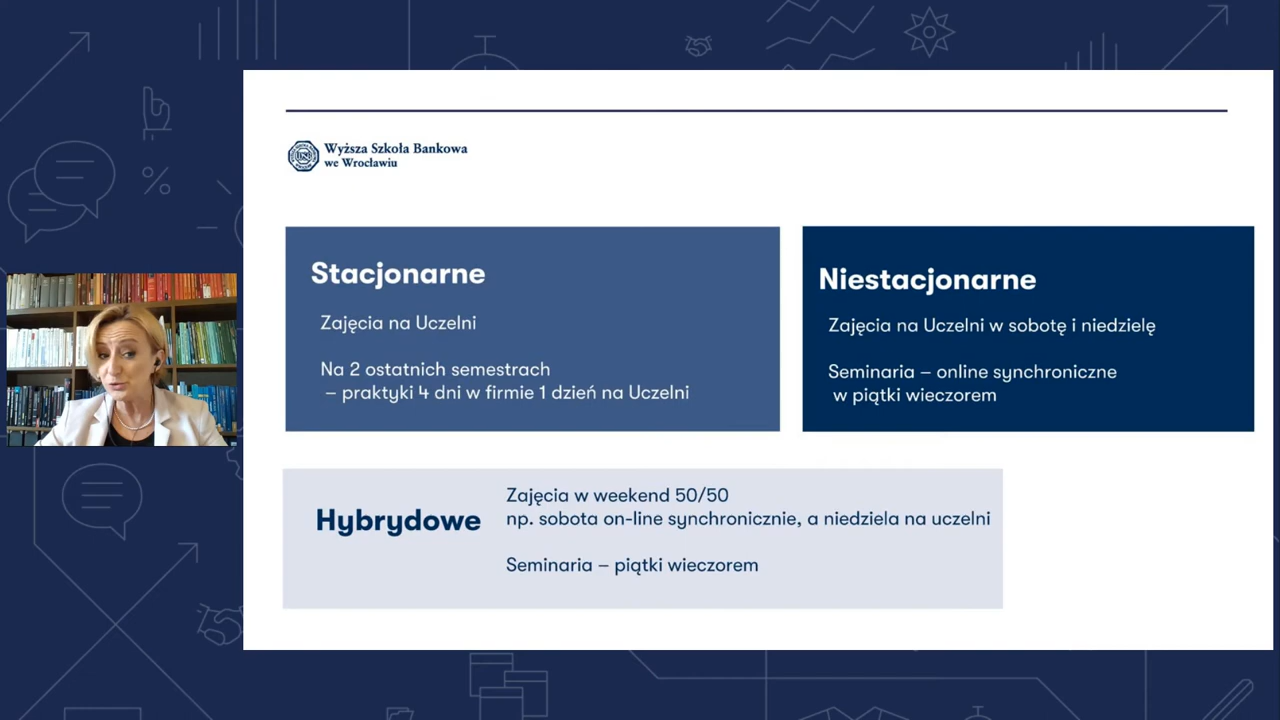 Wyższa Szkoła Bankowa
we Wrocławiu
Stacjonarne
Zajęcia na Uczelni
Na 2 ostatnich semestrach
– praktyki 4 dni w firmie 1 dzień na Uczelni
Niestacjonarne
Zajęcia na Uczelni w sobotę i niedzielę
Seminaria – online synchroniczne
w piątki wieczorem
Hybrydowe
Zajęcia w weekend 50/50
np. sobota on-line synchronicznie, a niedziela na uczelni
Seminaria – piątki wieczorem